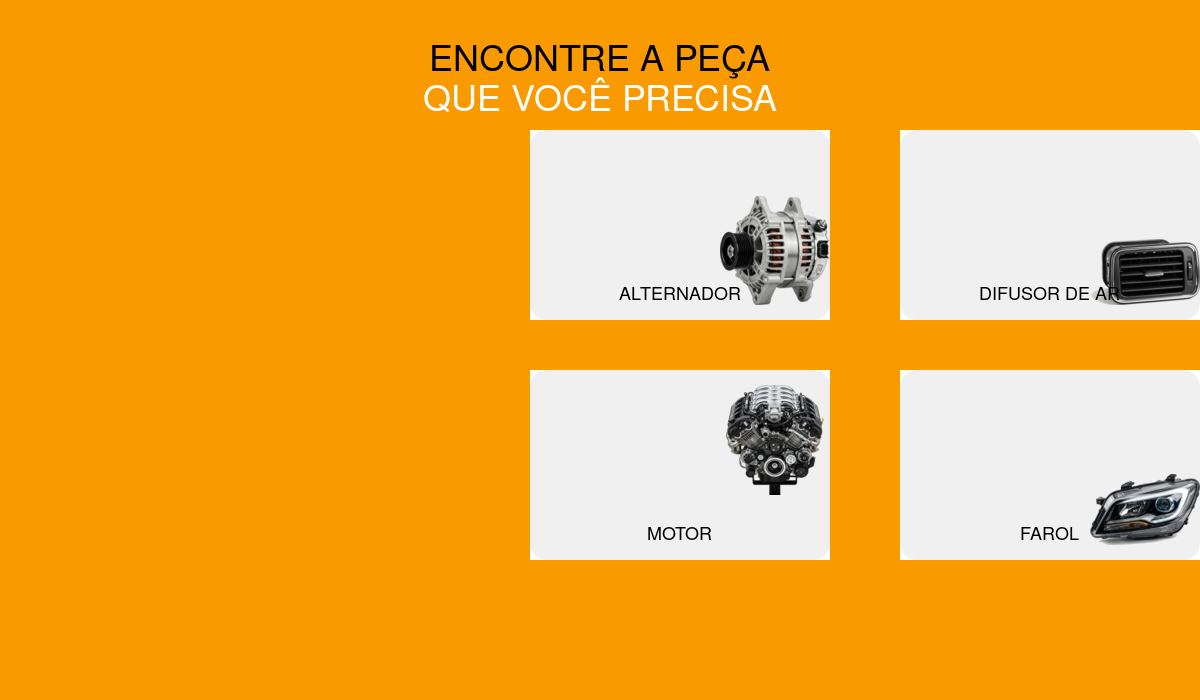 ENCONTRE A PEÇA
QUE VOCÊ PRECISA
ALTERNADOR
DIFUSOR DE AR
MOTOR
FAROL